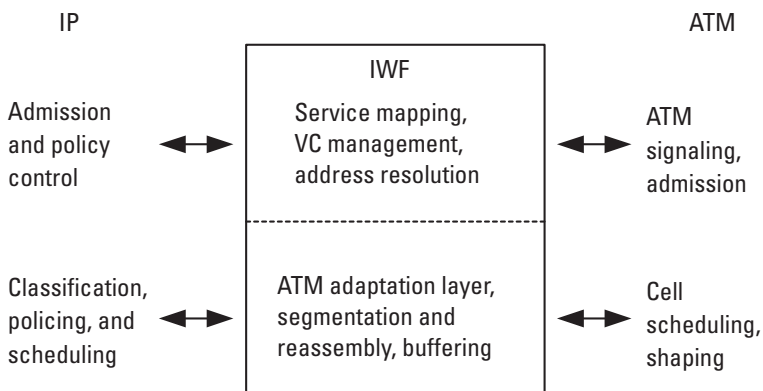 IP
ATM
IWF
Admission
and policy
control
Service mapping,
VC management,
address resolution
ATM
signaling,
admission
Classification,
policing, and
scheduling
ATM adaptation layer,
segmentation and
reassembly, buffering
Cell
scheduling,
shaping